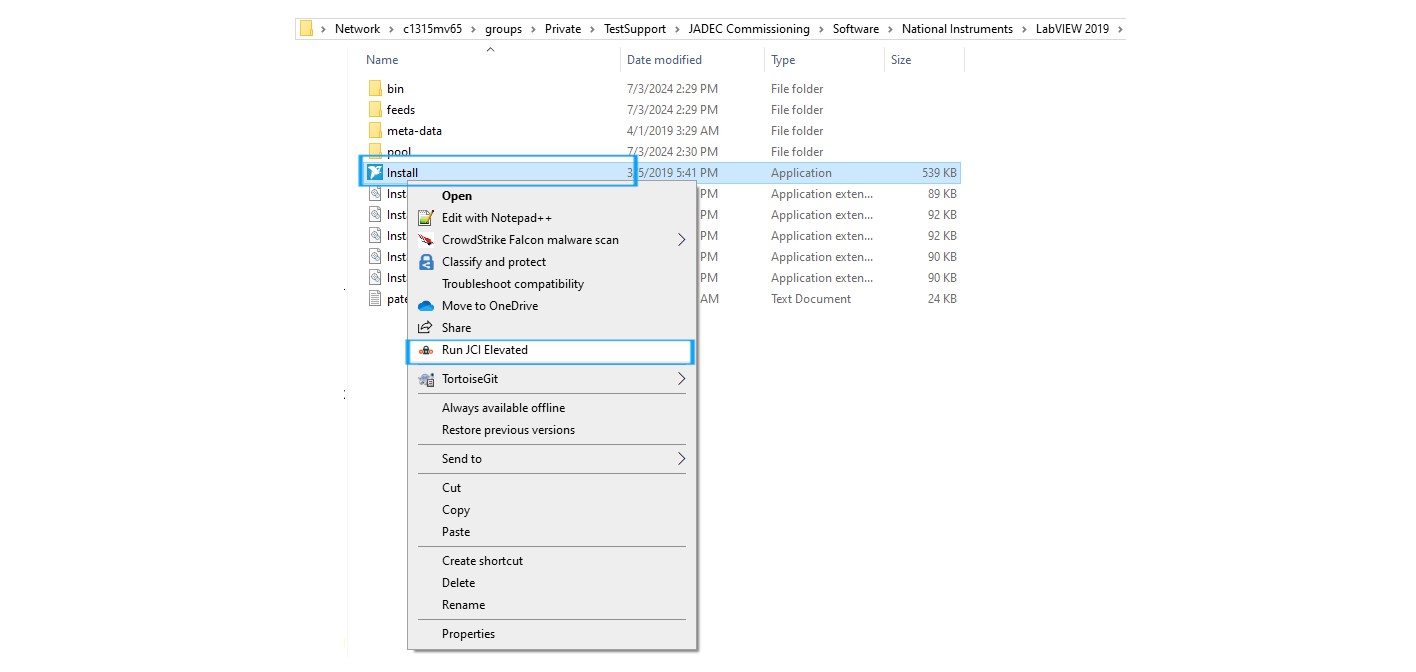 Network > c1315mv65 > groups > Private > TestSupport > JADEC Commissioning > Software > National Instruments > LabVIEW 2019 >
Name Date modified Type Size
bin 7/3/2024 2:29 PM File folder
feeds 7/3/2024 2:29 PM File folder
meta-data 4/1/2019 3:29 AM File folder
pool 7/3/2024 2:30 PM File folder
Install 3/5/2019 5:41 PM Application 539 KB
Inst PM Application exten... 89 KB
Inst PM Application exten... 92 KB
Inst PM Application exten... 92 KB
Inst PM Application exten... 90 KB
Inst PM Application exten... 90 KB
pate AM Text Document 24 KB
Open
Edit with Notepad++
CrowdStrike Falcon malware scan
Classify and protect
Troubleshoot compatibility
Move to OneDrive
Share
Run JCI Elevated
TortoiseGit
Always available offline
Restore previous versions
Send to
Cut
Copy
Paste
Create shortcut
Delete
Rename
Properties